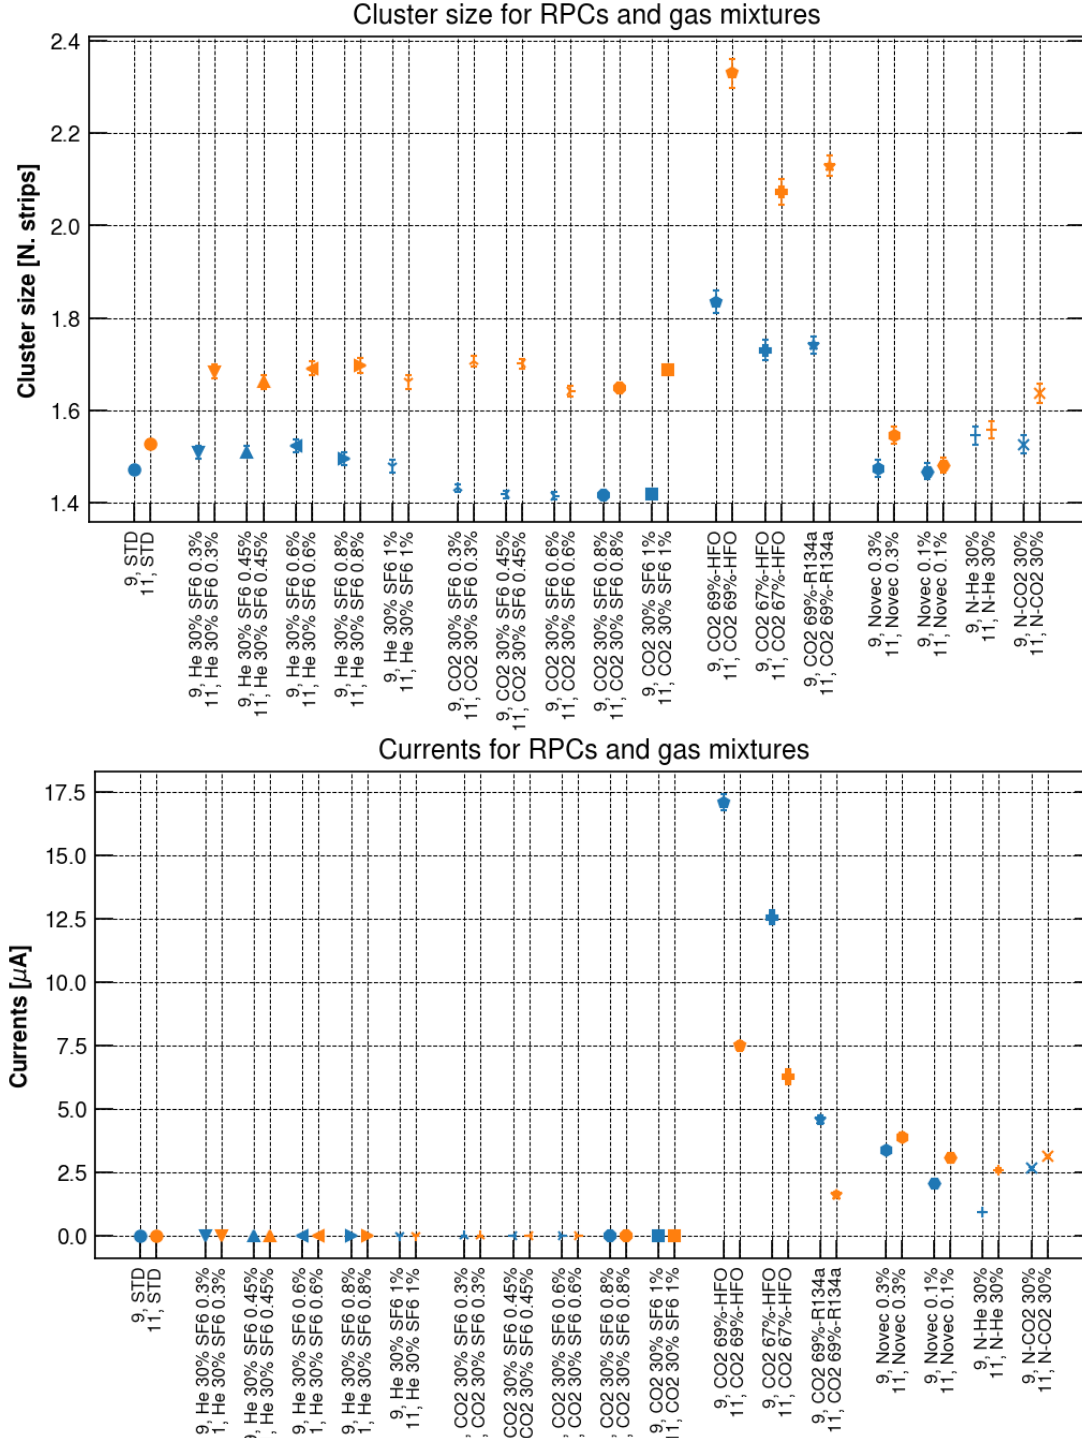 Cluster size for RPCs and gas mixtures
2.4
2.2
2.0
1.8
1.6
1.4
Cluster size [N. strips]
9, STD
11, STD
9, He 30% SF6 0.3%
11, He 30% SF6 0.3%
9, He 30% SF6 0.45%
11, He 30% SF6 0.45%
9, He 30% SF6 0.6%
11, He 30% SF6 0.6%
9, He 30% SF6 0.8%
11, He 30% SF6 0.8%
9, He 30% SF6 1%
11, He 30% SF6 1%
9, CO2 30% SF6 0.3%
11, CO2 30% SF6 0.3%
9, CO2 30% SF6 0.45%
11, CO2 30% SF6 0.45%
9, CO2 30% SF6 0.6%
11, CO2 30% SF6 0.6%
9, CO2 30% SF6 0.8%
11, CO2 30% SF6 0.8%
9, CO2 30% SF6 1%
11, CO2 30% SF6 1%
9, CO2 69%-HFO
11, CO2 69%-HFO
9, CO2 67%-HFO
11, CO2 67%-HFO
9, CO2 69%-R134a
11, CO2 69%-R134a
9, Novec 0.3%
11, Novec 0.3%
9, Novec 0.1%
11, Novec 0.1%
9, N-He 30%
11, N-He 30%
9, N-CO2 30%
11, N-CO2 30%
Currents for RPCs and gas mixtures
17.5
15.0
12.5
10.0
7.5
5.0
2.5
0.0
Currents [μA]
9, STD
11, STD
9, He 30% SF6 0.3%
1, He 30% SF6 0.3%
9, He 30% SF6 0.45%
, He 30% SF6 0.45%
9, He 30% SF6 0.6%
1, He 30% SF6 0.6%
9, He 30% SF6 0.8%
1, He 30% SF6 0.8%
9, He 30% SF6 1%
11, He 30% SF6 1%
, CO2 30% SF6 0.3%
, CO2 30% SF6 0.3%
CO2 30% SF6 0.45%
CO2 30% SF6 0.45%
, CO2 30% SF6 0.6%
, CO2 30% SF6 0.6%
, CO2 30% SF6 0.8%
, CO2 30% SF6 0.8%
9, CO2 30% SF6 1%
11, CO2 30% SF6 1%
9, CO2 69%-HFO
11, CO2 69%-HFO
9, CO2 67%-HFO
11, CO2 67%-HFO
9, CO2 69%-R134a
11, CO2 69%-R134a
9, Novec 0.3%
11, Novec 0.3%
9, Novec 0.1%
11, Novec 0.1%
9, N-He 30%
11, N-He 30%
9, N-CO2 30%
11, N-CO2 30%